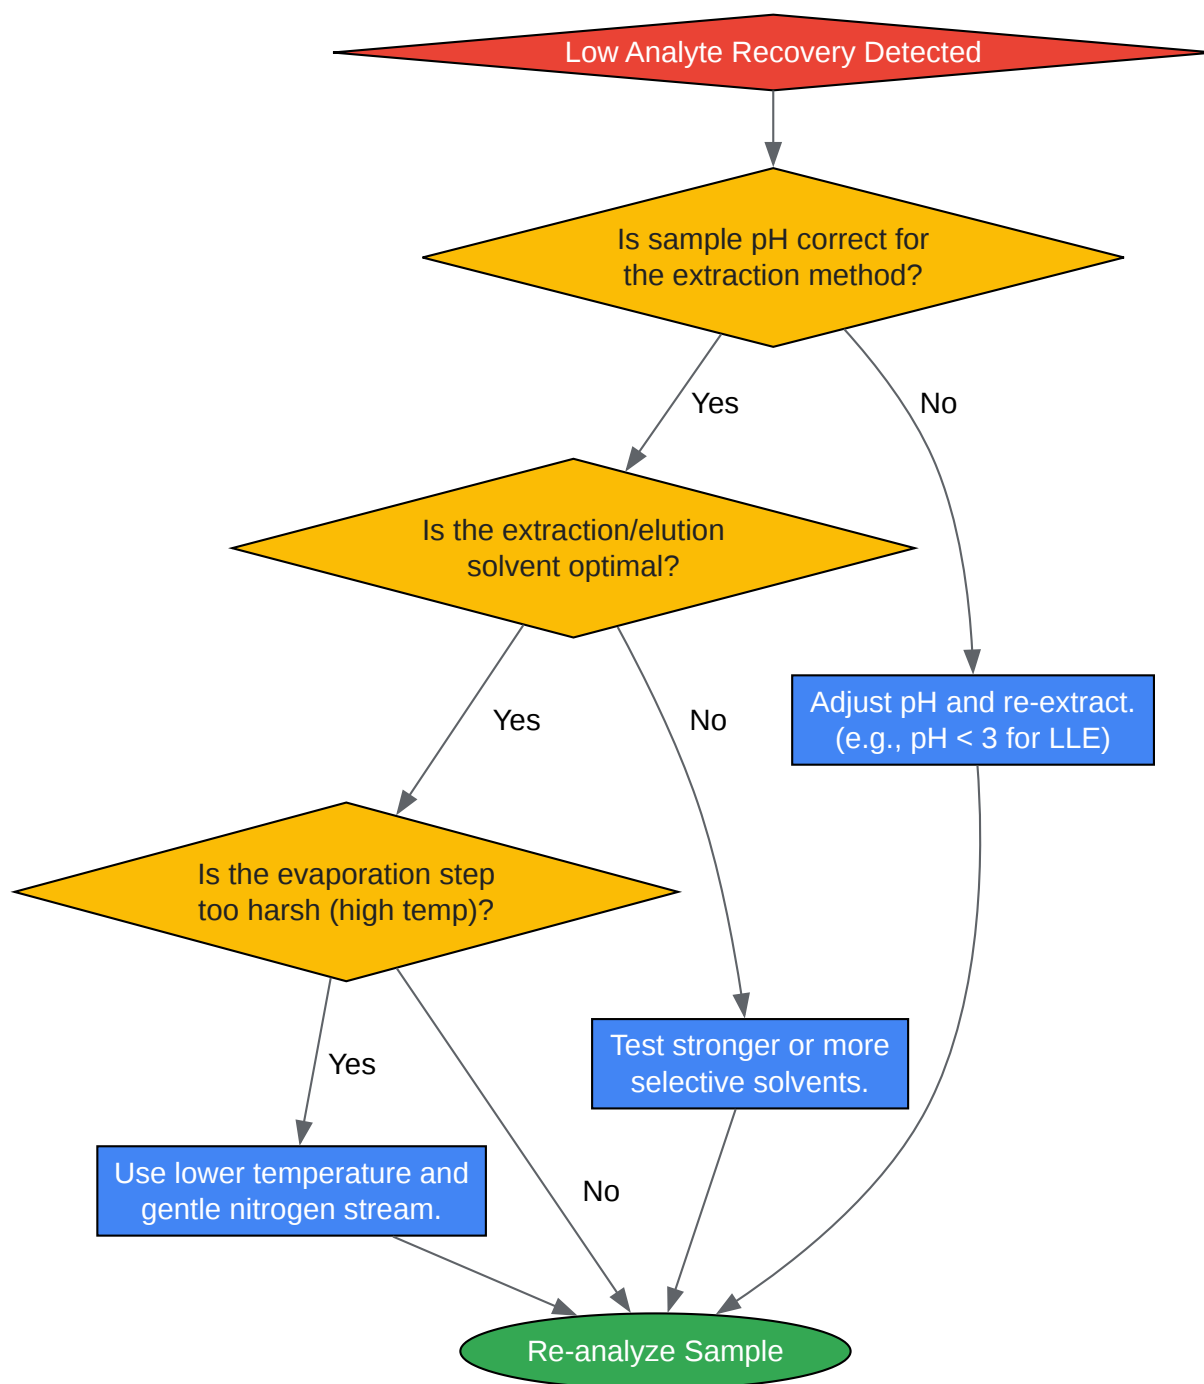 Low Analyte Recovery Detected
Is sample pH correct for
the extraction method?
Yes
No
Is the extraction/elution
solvent optimal?
Yes
No
Adjust pH and re-extract.
(e.g., pH < 3 for LLE)
Is the evaporation step
too harsh (high temp)?
Yes
No
Test stronger or more
selective solvents.
Use lower temperature and
gentle nitrogen stream.
Re-analyze Sample